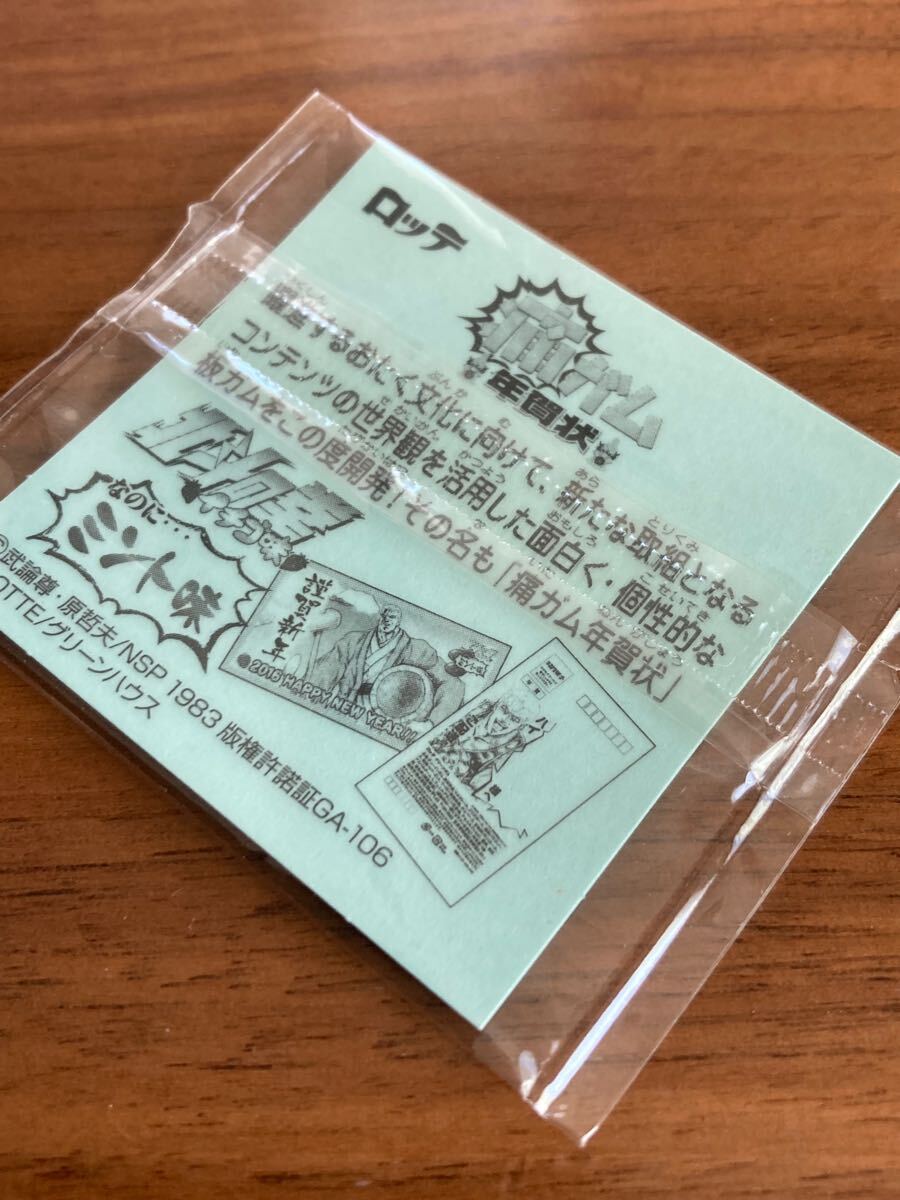 ロッテ
痛ガム
年賀状
躍進するおにく文化に向けて、新たな取組となる
コンテンツの世界観を活用した面白く・個性的な
板ガムをこの度開発！その名も「痛ガム年賀状」
なのに…
ミント味
謹賀新年
2016 HAPPY NEW YEAR!!
武論尊・原哲夫/NSP 1983 版権許諾証GA-106
OTTE/グリーンハウス